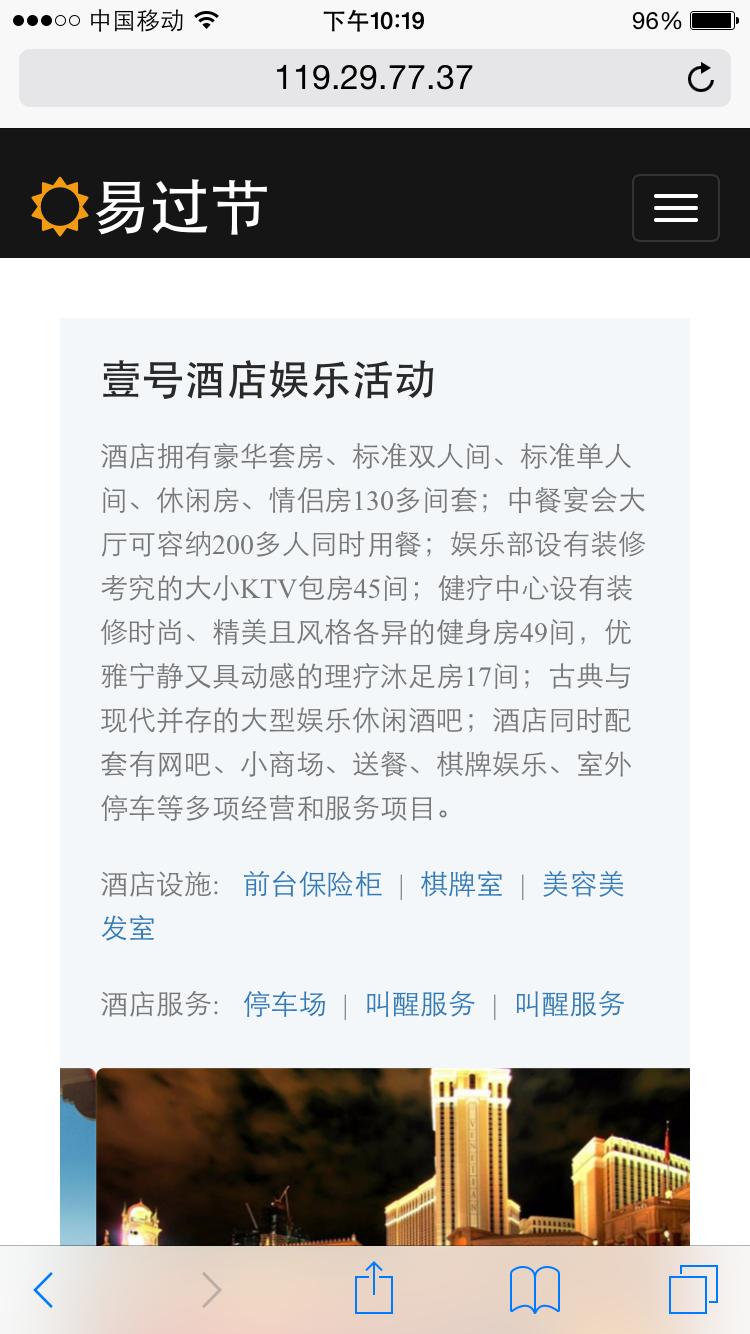 中国移动 下午10:19 96%
119.29.77.37
易过节
壹号酒店娱乐活动
酒店拥有豪华套房、标准双人间、标准单人
间、休闲房、情侣房130多间套；中餐宴会大
厅可容纳200多人同时用餐；娱乐部设有装修
考究的大小KTV包房45间；健疗中心设有装
修时尚、精美且风格各异的健身房49间，优
雅宁静又具动感的理疗沐足房17间；古典与
现代并存的大型娱乐休闲酒吧；酒店同时配
套有网吧、小商场、送餐、棋牌娱乐、室外
停车等多项经营和服务项目。
酒店设施: 前台保险柜 | 棋牌室 | 美容美
发室
酒店服务: 停车场 | 叫醒服务 | 叫醒服务
VENETIAN